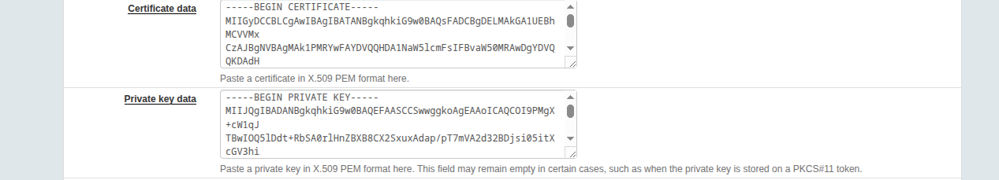 Certificate data
-----BEGIN CERTIFICATE-----
MIIGyDCCBLCgAwIBAgIBATANBgkqhkiG9w0BAQsFADCBgDELMAkGA1UEBh
MCVVMx
CzAJBgNVBAgMAk1PMRYwFAYDVQQHDA1NaW5lcmFsIFBvaW50MRAwDgYDVQ
QKDAdH
Paste a certificate in X.509 PEM format here.
Private key data
-----BEGIN PRIVATE KEY-----
MIIJQgIBADANBgkqhkiG9w0BAQEFAASCCSwwggkoAgEAAoICAQCOI9PMgX
+cW1qJ
TBwIOQ5lDdt+RbSA0rlHnZBXB8CX2SxuxAdap/pT7mVA2d32BDjsi05itX
cGV3hi
Paste a private key in X.509 PEM format here. This field may remain empty in certain cases, such as when the private key is stored on a PKCS#11 token.